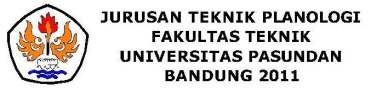 JURUSAN TEKNIK PLANOLOGI
FAKULTAS TEKNIK
UNIVERSITAS PASUNDAN
BANDUNG 2011